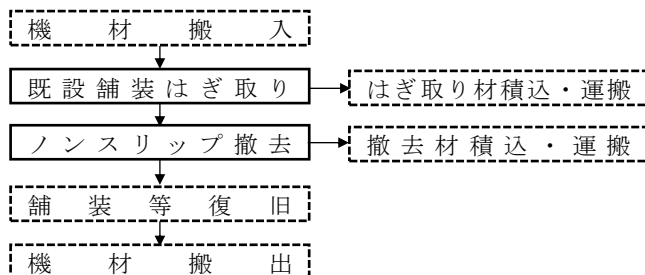 機材搬入
既設舗装はぎ取り
はぎ取り材積込・運搬
ノンスリップ撤去
撤去材積込・運搬
舗装等復旧
機材搬出